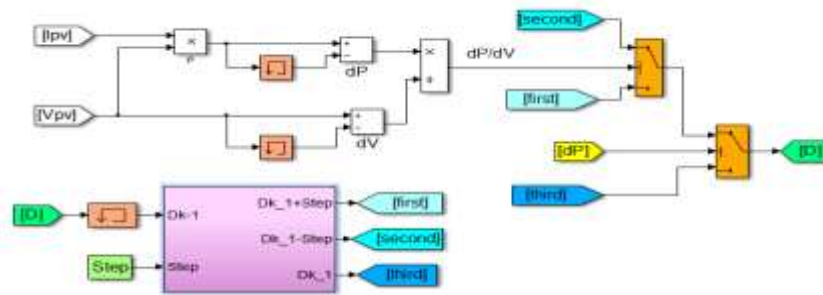 [Ipv]
×
P
+
−
dP
×
÷
dP/dV
[second]
[first]
[Vpv]
+
−
dV
[dP]
[D]
[third]
[D]
Dk-1
Dk_1+Step
[first]
Dk_1-Step
[second]
Step
Step
Dk_1
[third]